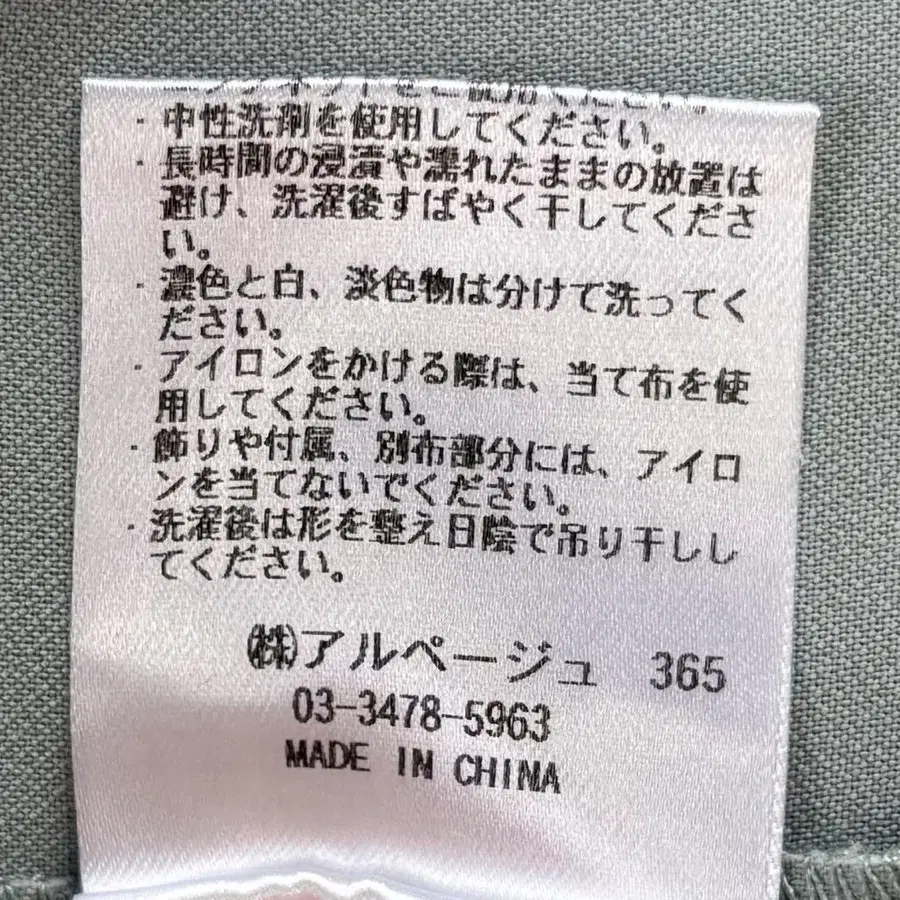 ・中性洗剤を使用してください。
・長時間の浸漬や濡れたままの放置は
避け、洗濯後すばやく干してくださ
い。
・濃色と白、淡色物は分けて洗ってく
ださい。
・アイロンをかける際は、当て布を使
用してください。
・飾りや付属、別布部分には、アイロ
ンを当てないでください。
・洗濯後は形を整え日陰で吊り干しし
てください。
㈱アルページュ 365
03-3478-5963
MADE IN CHINA